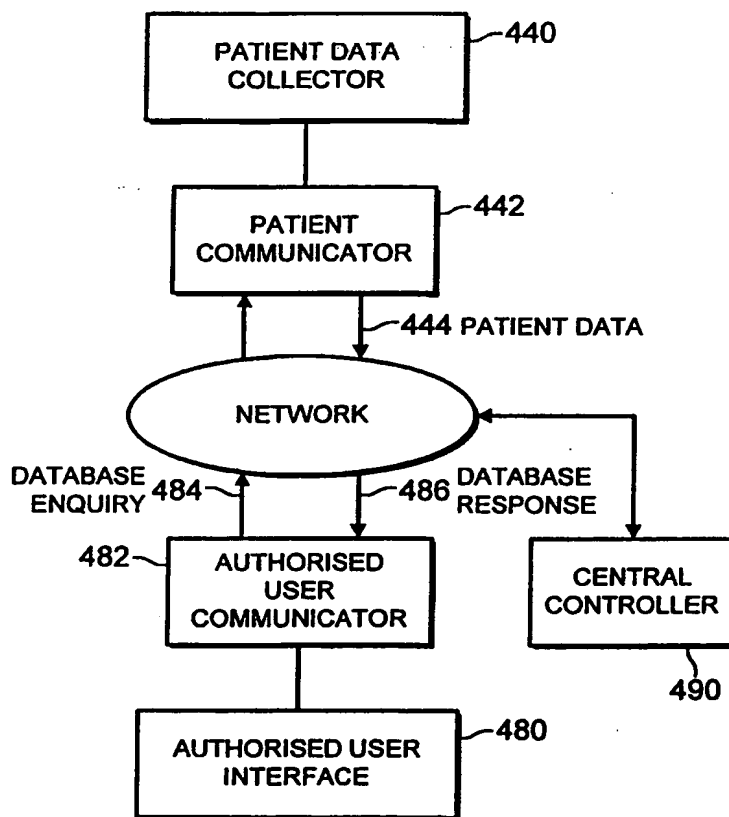 PATIENT DATA
COLLECTOR
440
PATIENT
COMMUNICATOR
442
444 PATIENT DATA
NETWORK
DATABASE
ENQUIRY
484
486
DATABASE
RESPONSE
482
AUTHORISED
USER
COMMUNICATOR
CENTRAL
CONTROLLER
490
AUTHORISED USER
INTERFACE
480